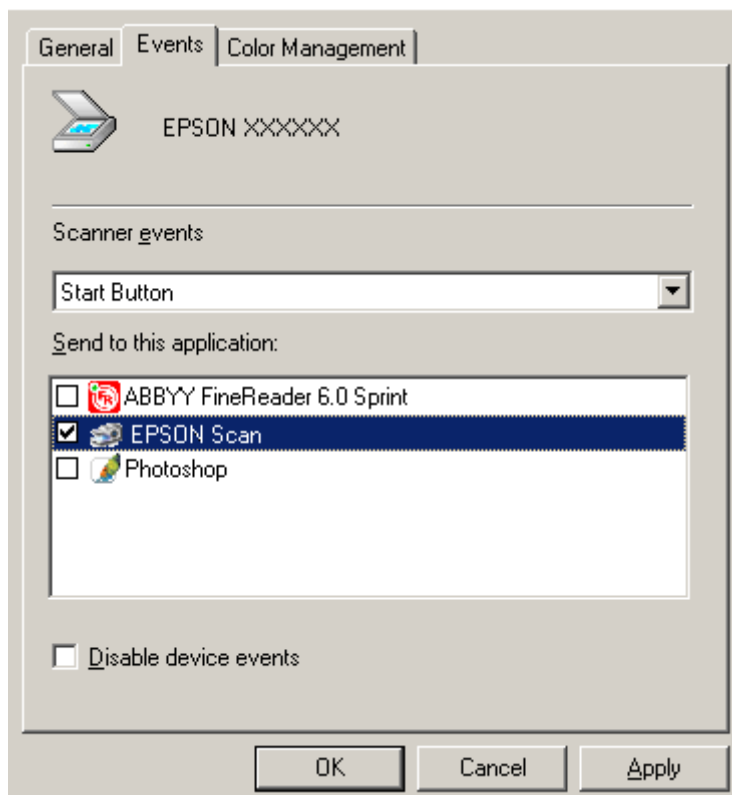 General Events Color Management
EPSON XXXXXX
Scanner events
Start Button
Send to this application:
ABBYY FineReader 6.0 Sprint
EPSON Scan
Photoshop
Disable device events
OK Cancel Apply